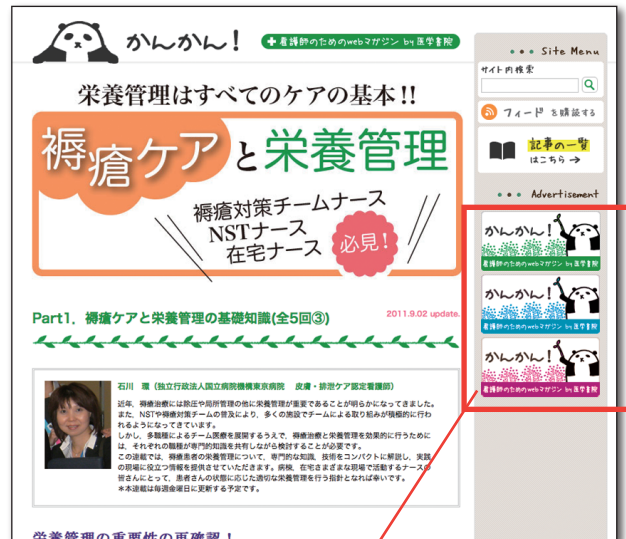 かんかん！
看護師のためのwebマガジン by 医学書院
栄養管理はすべてのケアの基本!!
褥瘡ケアと栄養管理
褥瘡対策チームナース
NSTナース
在宅ナース
必見！
Part1．褥瘡ケアと栄養管理の基礎知識(全5回③)
2011.9.02 update.
石川　環（独立行政法人国立病院機構東京病院　皮膚・排泄ケア認定看護師）
近年，褥瘡治療には除圧や局所管理の他に栄養管理が重要であることが明らかになってきました。
また，NSTや褥瘡対策チームの普及により，多くの施設でチームによる取り組みが積極的に行わ
れるようになってきています。
しかし，多職種によるチーム医療を展開するうえで，褥瘡治療と栄養管理を効果的に行うために
は，それぞれの職種が専門的知識を共有しながら検討することが必要です。
この連載では，褥瘡患者の栄養管理について，専門的な知識，技術をコンパクトに解説し，実践
の現場に役立つ情報を提供させていただきます。病棟，在宅さまざまな現場で活動するナースの
皆さんにとって，患者さんの状態に応じた適切な栄養管理を行う指針となれば幸いです。
＊本連載は毎週金曜日に更新する予定です。
栄養管理の重要性の再確認！
Site Menu
サイト内検索
フィードを購読する
記事の一覧
はこちら→
Advertisement
かんかん！
看護師のためのwebマガジン by 医学書院
かんかん！
看護師のためのwebマガジン by 医学書院
かんかん！
看護師のためのwebマガジン by 医学書院